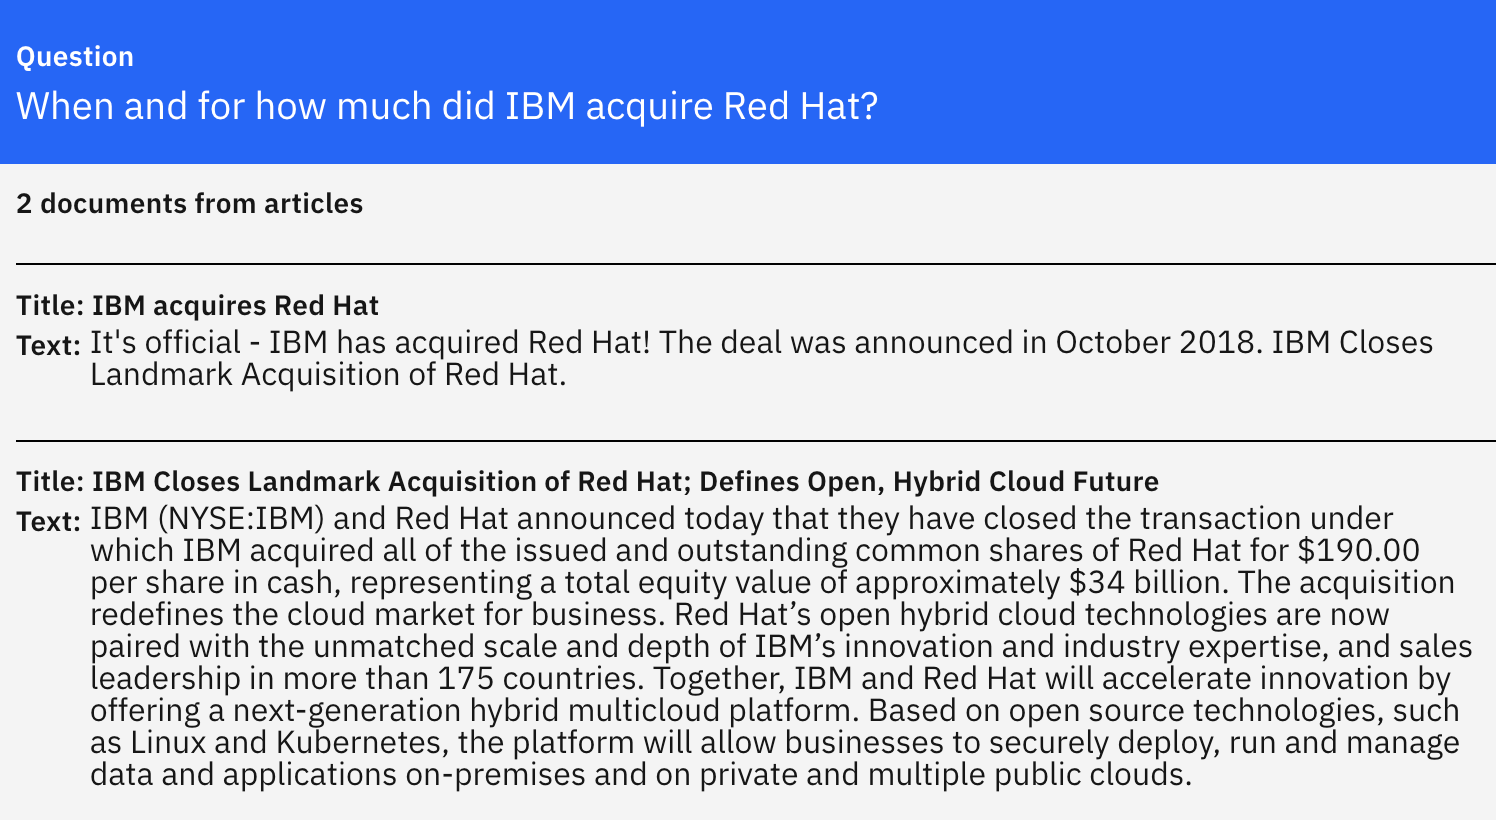 Question
When and for how much did IBM acquire Red Hat?
2 documents from articles
Title: IBM acquires Red Hat
Text: It's official - IBM has acquired Red Hat! The deal was announced in October 2018. IBM Closes
Landmark Acquisition of Red Hat.
Title: IBM Closes Landmark Acquisition of Red Hat; Defines Open, Hybrid Cloud Future
Text: IBM (NYSE:IBM) and Red Hat announced today that they have closed the transaction under
which IBM acquired all of the issued and outstanding common shares of Red Hat for $190.00
per share in cash, representing a total equity value of approximately $34 billion. The acquisition
redefines the cloud market for business. Red Hat’s open hybrid cloud technologies are now
paired with the unmatched scale and depth of IBM’s innovation and industry expertise, and sales
leadership in more than 175 countries. Together, IBM and Red Hat will accelerate innovation by
offering a next-generation hybrid multicloud platform. Based on open source technologies, such
as Linux and Kubernetes, the platform will allow businesses to securely deploy, run and manage
data and applications on-premises and on private and multiple public clouds.